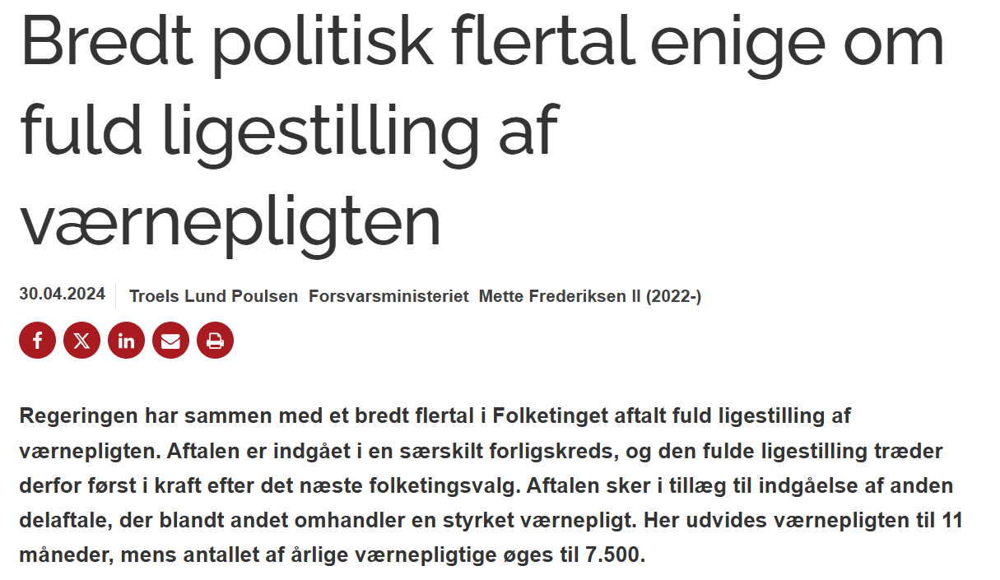 Bredt politisk flertal enige om
fuld ligestilling af
værnepligten
30.04.2024 Troels Lund Poulsen Forsvarsministeriet Mette Frederiksen II (2022-)
Regeringen har sammen med et bredt flertal i Folketinget aftalt fuld ligestilling af
værnepligten. Aftalen er indgået i en særskilt forligskreds, og den fulde ligestilling træder
derfor først i kraft efter det næste folketingsvalg. Aftalen sker i tillæg til indgåelse af anden
delaftale, der blandt andet omhandler en styrket værnepligt. Her udvides værnepligten til 11
måneder, mens antallet af årlige værnepligtige øges til 7.500.